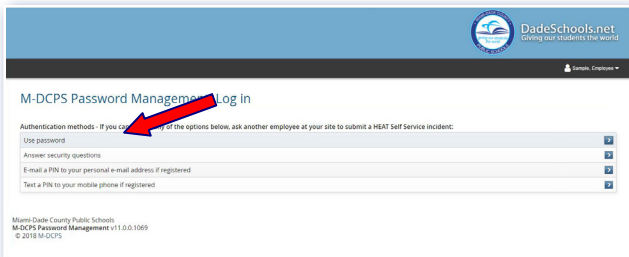 DadeSchools.net
Giving our students the world
Sample, Employee
M-DCPS Password Management Log in
Authentication methods - If you can of the options below, ask another employee at your site to submit a HEAT Self Service incident:
Use password
Answer security questions
E-mail a PIN to your personal e-mail address if registered
Text a PIN to your mobile phone if registered
Miami-Dade County Public Schools
M-DCPS Password Management v11.0.0.1069
© 2018 M-DCPS